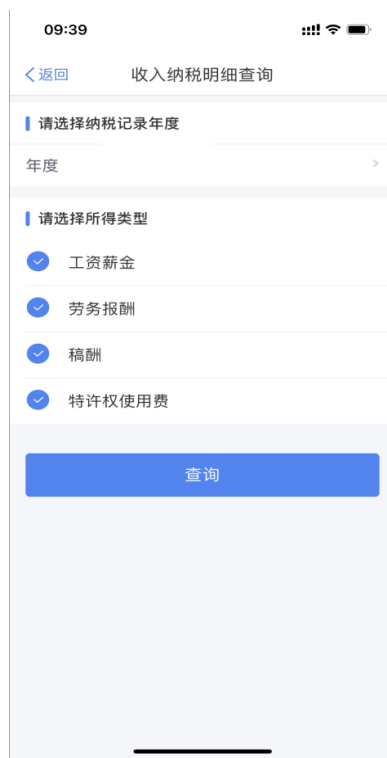 09:39
返回 收入纳税明细查询
请选择纳税记录年度
年度
请选择所得类型
工资薪金
劳务报酬
稿酬
特许权使用费
查询